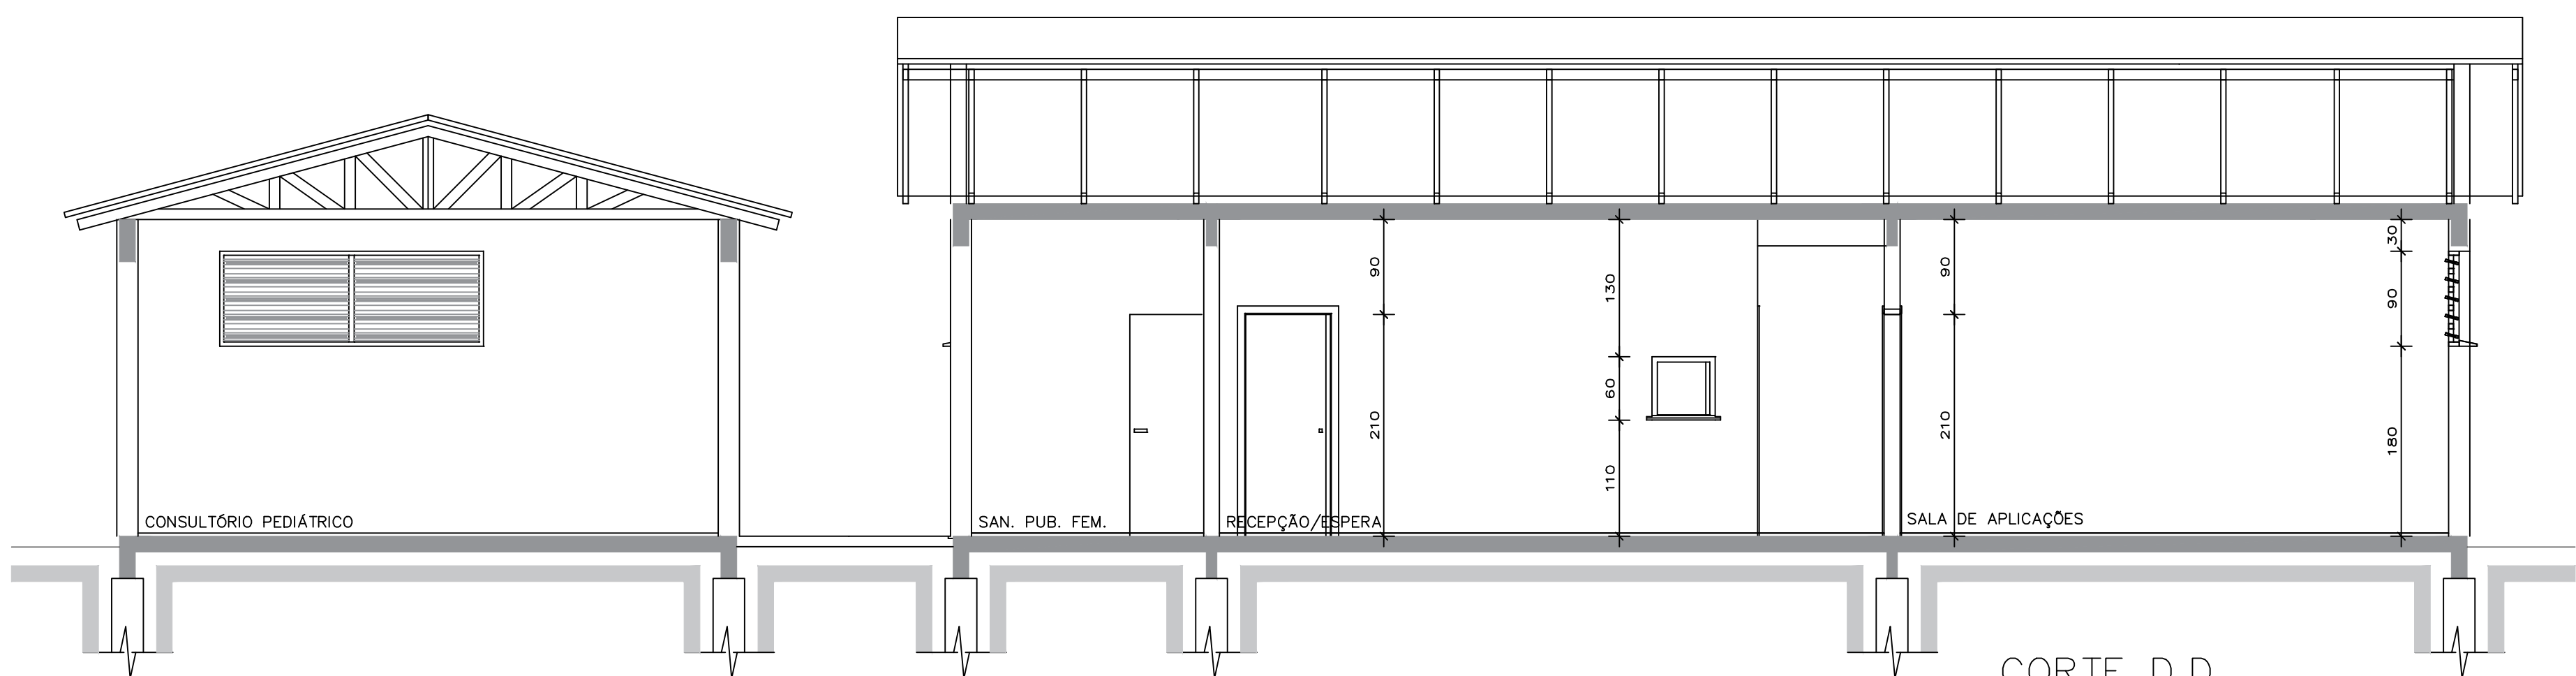 30
90
130
90
90
60
210
210
180
110
CONSULTÓRIO PEDIÁTRICO
SAN. PUB. FEM.
RECEPÇÃO/ESPERA
SALA DE APLICAÇÕES
CORTE D.D